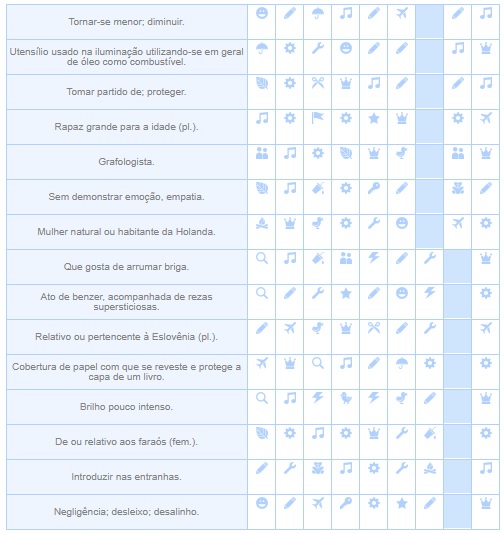 Tornar-se menor; diminuir.
Utensílio usado na iluminação utilizando-se em geral
de óleo como combustível.
Tomar partido de; proteger.
Rapaz grande para a idade (pl.).
Grafologista.
Sem demonstrar emoção, empatia.
Mulher natural ou habitante da Holanda.
Que gosta de arrumar briga.
Ato de benzer, acompanhada de rezas
supersticiosas.
Relativo ou pertencente à Eslovênia (pl.).
Cobertura de papel com que se reveste e protege a
capa de um livro.
Brilho pouco intenso.
De ou relativo aos faraós (fem.).
Introduzir nas entranhas.
Negligência; desleixo; desalinho.